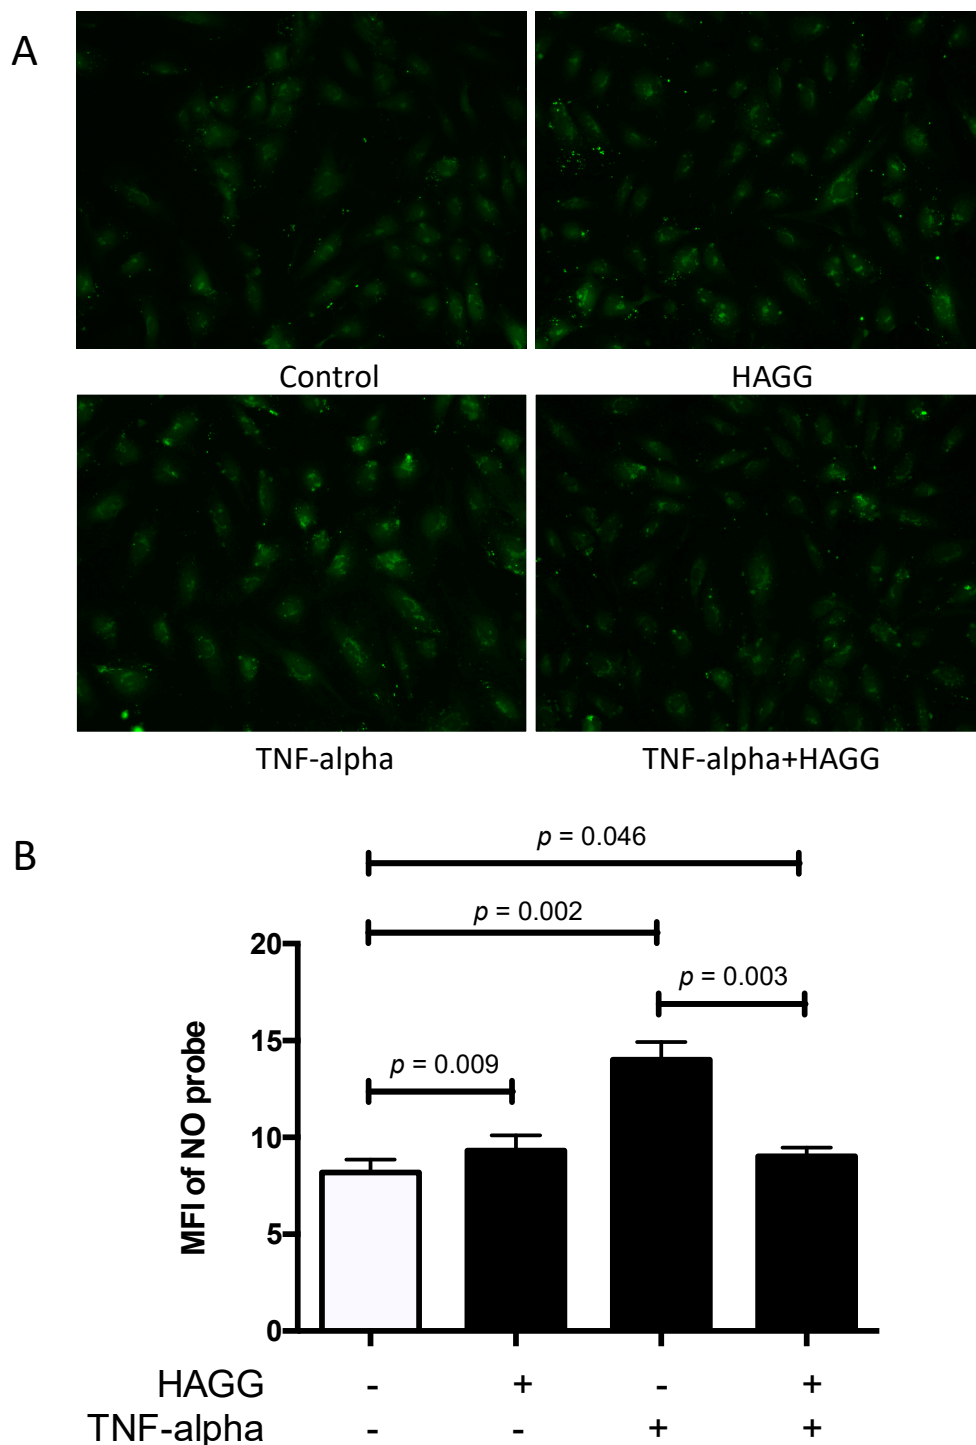 A
Control
HAGG
TNF-alpha
TNF-alpha+HAGG
B
p = 0.046
p = 0.002
p = 0.003
p = 0.009
20
15
10
5
0
MFI of NO probe
HAGG - + - +
TNF-alpha - - + +